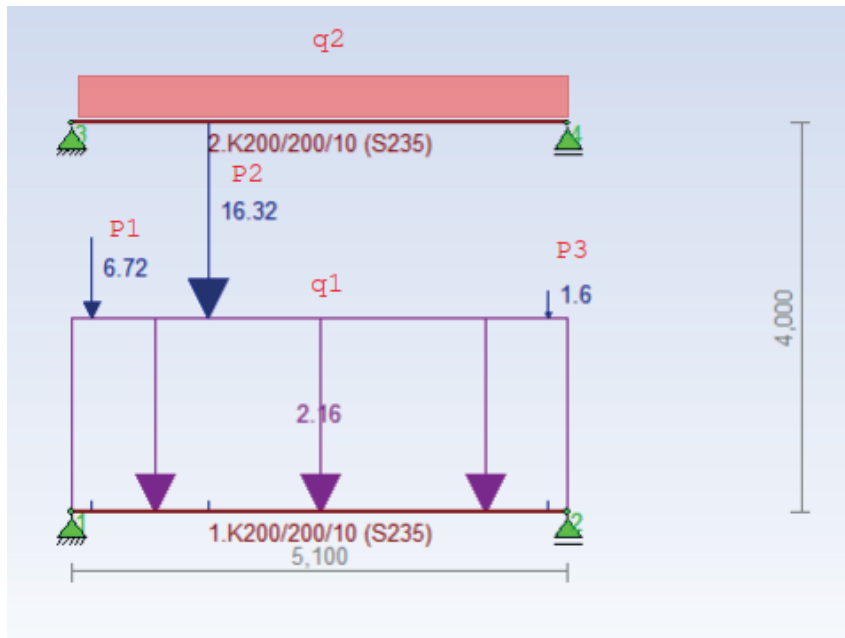 q2
3
4
2.K200/200/10 (S235)
P2
16.32
P1
6.72
q1
P3
1.6
4,000
2.16
1
2
1.K200/200/10 (S235)
5,100